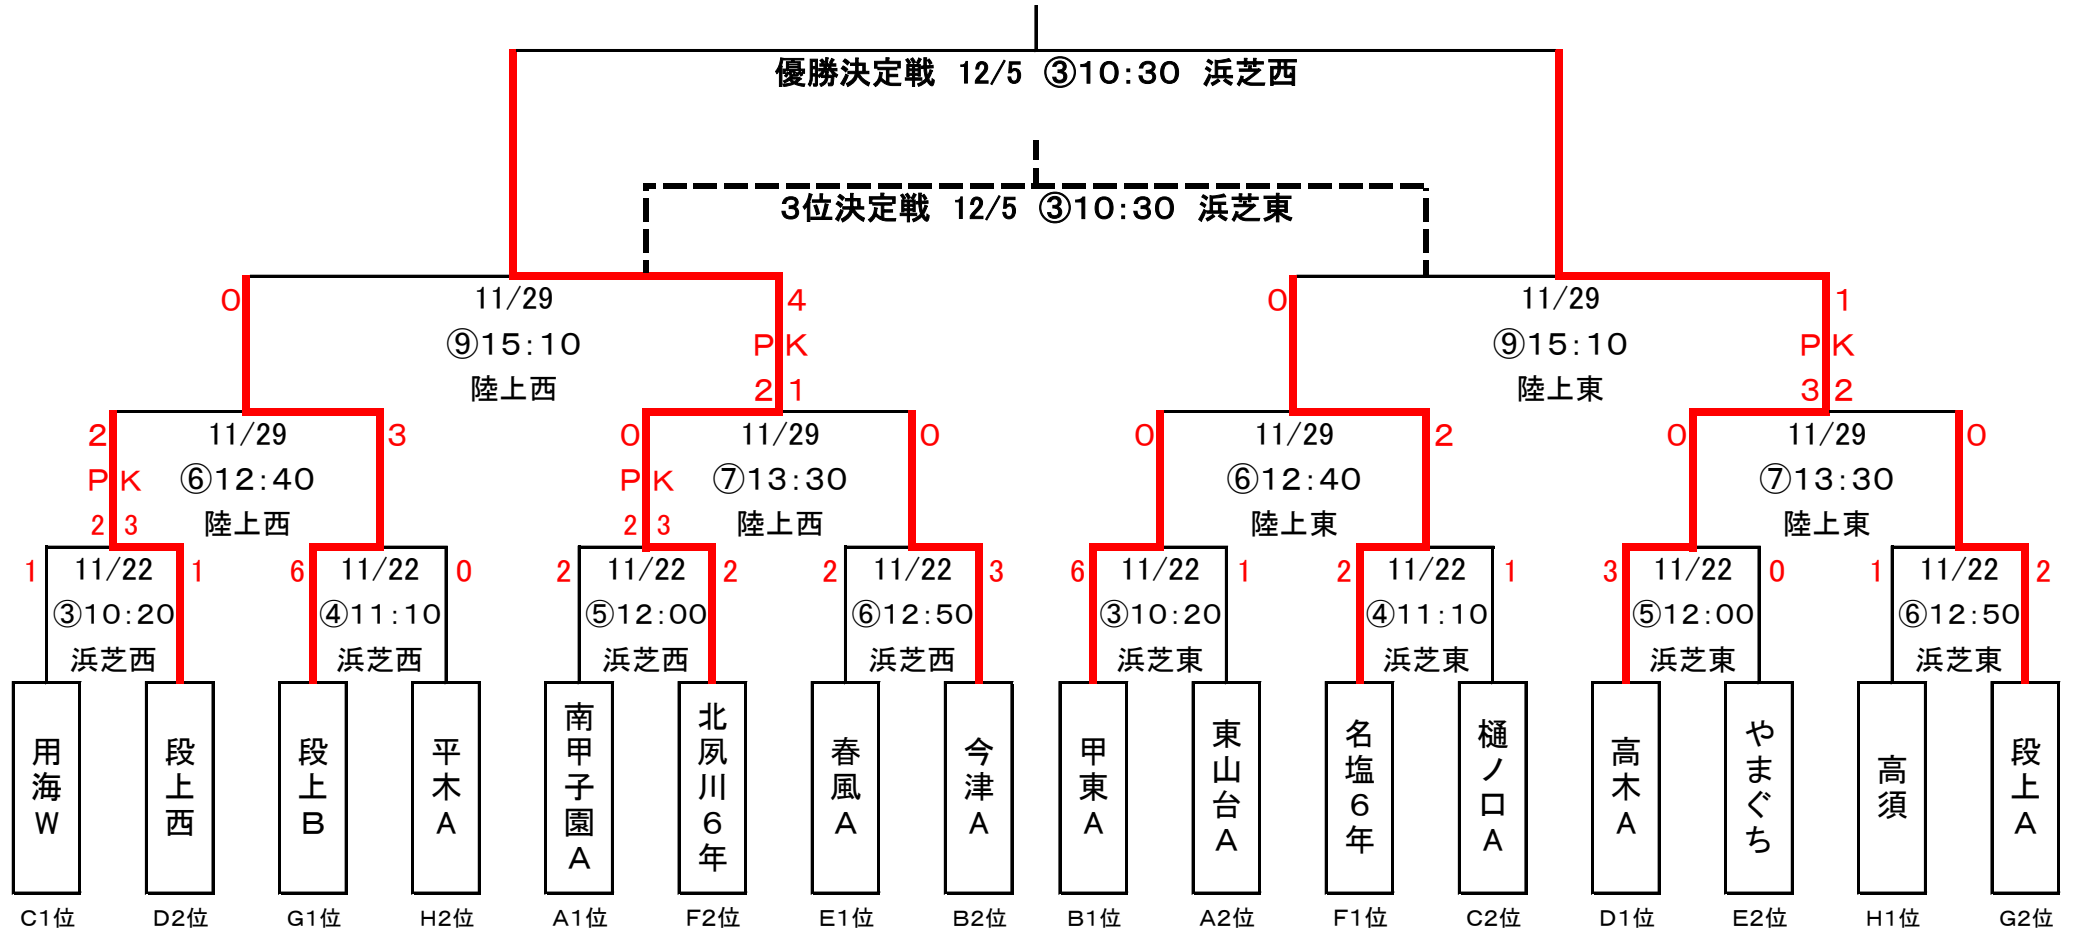 優勝決定戦 12/5 ③10:30 浜芝西
3位決定戦 12/5 ③10:30 浜芝東
0 11/29 4 0 11/29 1
⑨15:10 PK ⑨15:10 PK
陸上西 2 1 陸上東 3 2
2 11/29 3 0 11/29 0 0 11/29 2 0 11/29 0
PK ⑥12:40 PK ⑦13:30 ⑥12:40 ⑦13:30
2 3 陸上西 2 3 陸上西 陸上東 陸上東
1 11/22 1 6 11/22 0 2 11/22 2 2 11/22 3 6 11/22 1 2 11/22 1 3 11/22 0 1 11/22 2
③10:20 ④11:10 ⑤12:00 ⑥12:50 ③10:20 ④11:10 ⑤12:00 ⑥12:50
浜芝西 浜芝西 浜芝西 浜芝西 浜芝東 浜芝東 浜芝東 浜芝東
用海W
段上西
段上B
平木A
南甲子園A
北夙川6年
春風A
今津A
甲東A
東山台A
名塩6年
樋ノ口A
高木A
やまぐち
高須
段上A
C1位 D2位 G1位 H2位 A1位 F2位 E1位 B2位 B1位 A2位 F1位 C2位 D1位 E2位 H1位 G2位